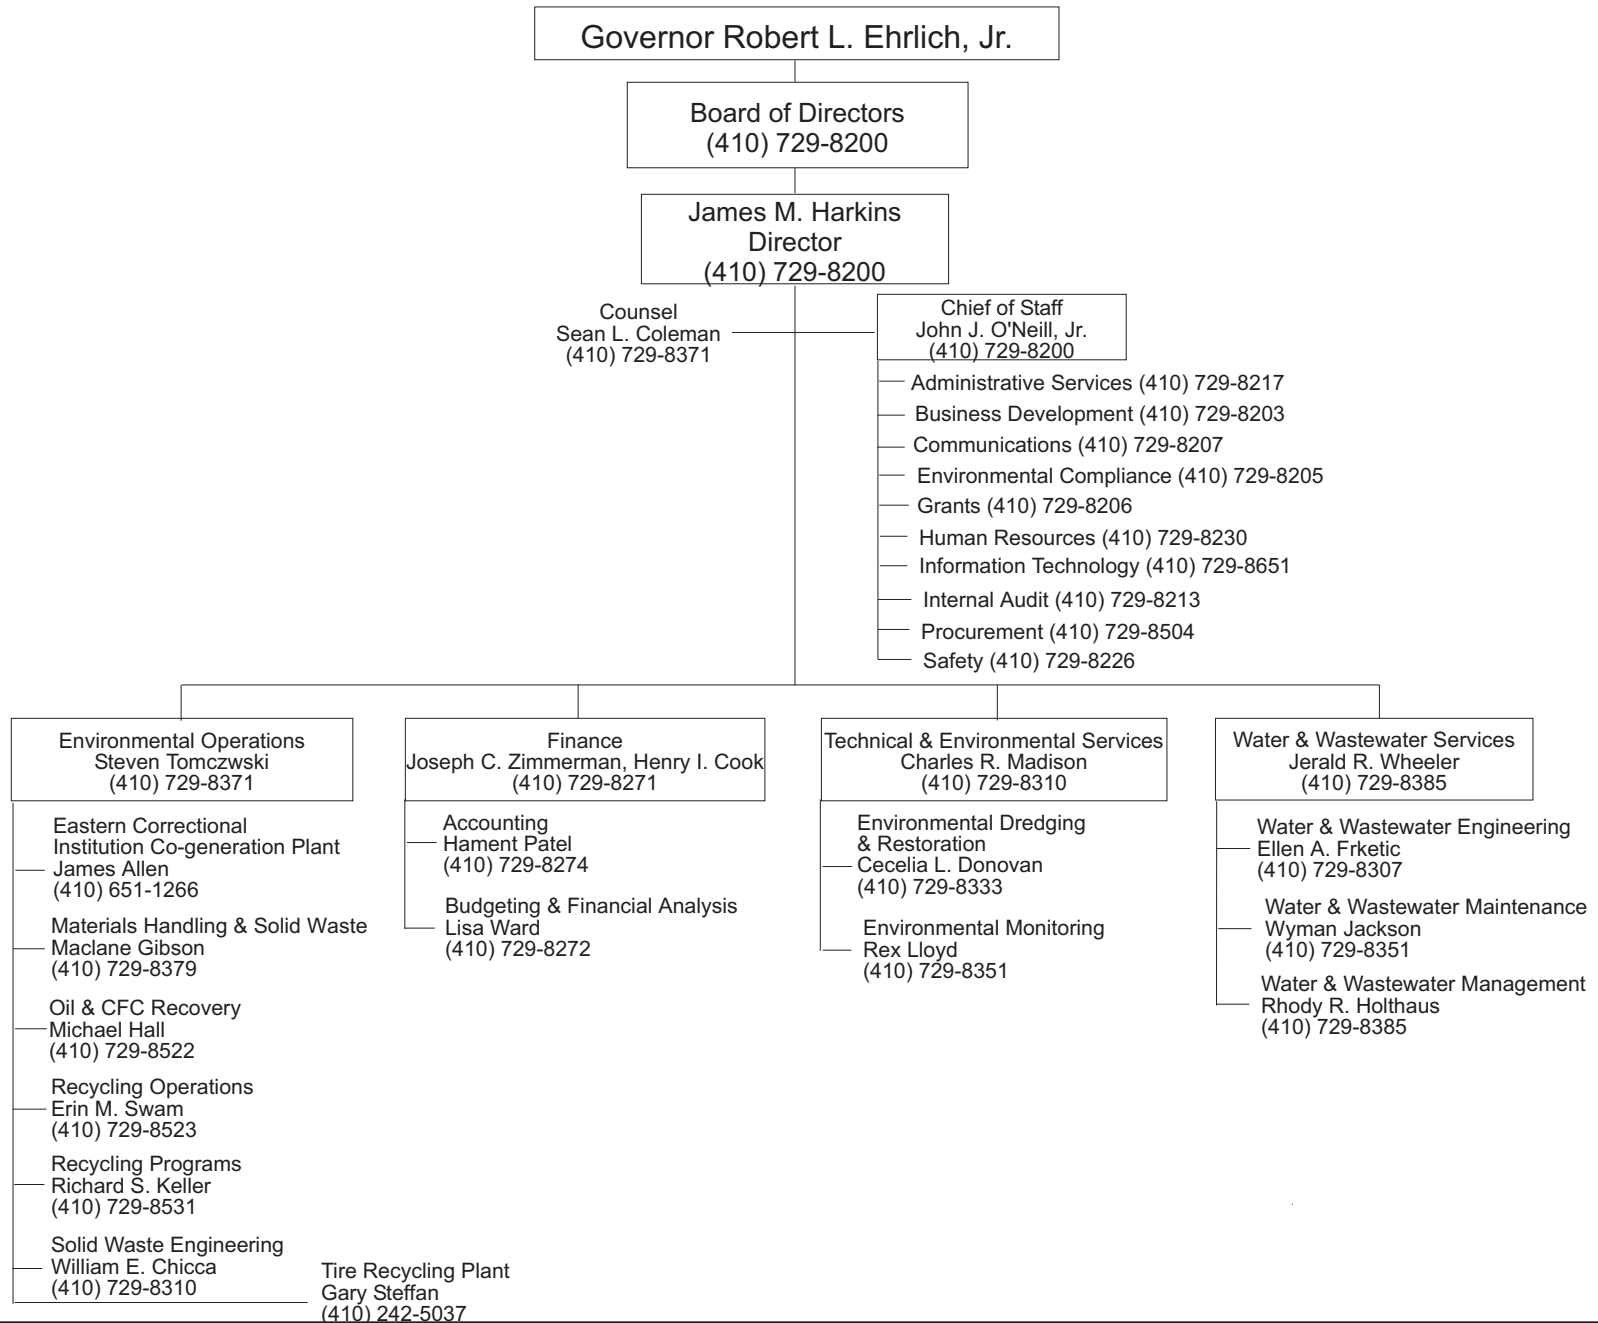 Governor Robert L. Ehrlich, Jr.
Board of Directors
(410) 729-8200
James M. Harkins
Director
(410) 729-8200
Counsel
Sean L. Coleman
(410) 729-8371
Chief of Staff
John J. O'Neill, Jr.
(410) 729-8200
Administrative Services (410) 729-8217
Business Development (410) 729-8203
Communications (410) 729-8207
Environmental Compliance (410) 729-8205
Grants (410) 729-8206
Human Resources (410) 729-8230
Information Technology (410) 729-8651
Internal Audit (410) 729-8213
Procurement (410) 729-8504
Safety (410) 729-8226
Environmental Operations
Steven Tomczwski
(410) 729-8371
Eastern Correctional
Institution Co-generation Plant
James Allen
(410) 651-1266
Materials Handling & Solid Waste
Maclane Gibson
(410) 729-8379
Oil & CFC Recovery
Michael Hall
(410) 729-8522
Recycling Operations
Erin M. Swam
(410) 729-8523
Recycling Programs
Richard S. Keller
(410) 729-8531
Solid Waste Engineering
William E. Chicca
(410) 729-8310
Tire Recycling Plant
Gary Steffan
(410) 242-5037
Finance
Joseph C. Zimmerman, Henry I. Cook
(410) 729-8271
Accounting
Hament Patel
(410) 729-8274
Budgeting & Financial Analysis
Lisa Ward
(410) 729-8272
Technical & Environmental Services
Charles R. Madison
(410) 729-8310
Environmental Dredging
& Restoration
Cecelia L. Donovan
(410) 729-8333
Environmental Monitoring
Rex Lloyd
(410) 729-8351
Water & Wastewater Services
Jerald R. Wheeler
(410) 729-8385
Water & Wastewater Engineering
Ellen A. Frketic
(410) 729-8307
Water & Wastewater Maintenance
Wyman Jackson
(410) 729-8351
Water & Wastewater Management
Rhody R. Holthaus
(410) 729-8385